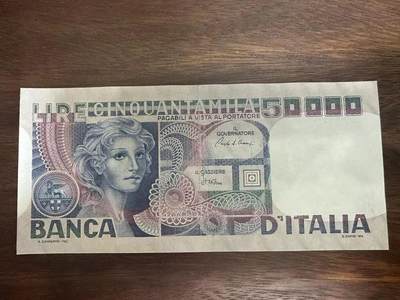 LIRE CINQUANTAMILA 50000
PAGABILI A VISTA AL PORTATORE
IL GOVERNATORE
IL CASSIERE
BANCA D'ITALIA